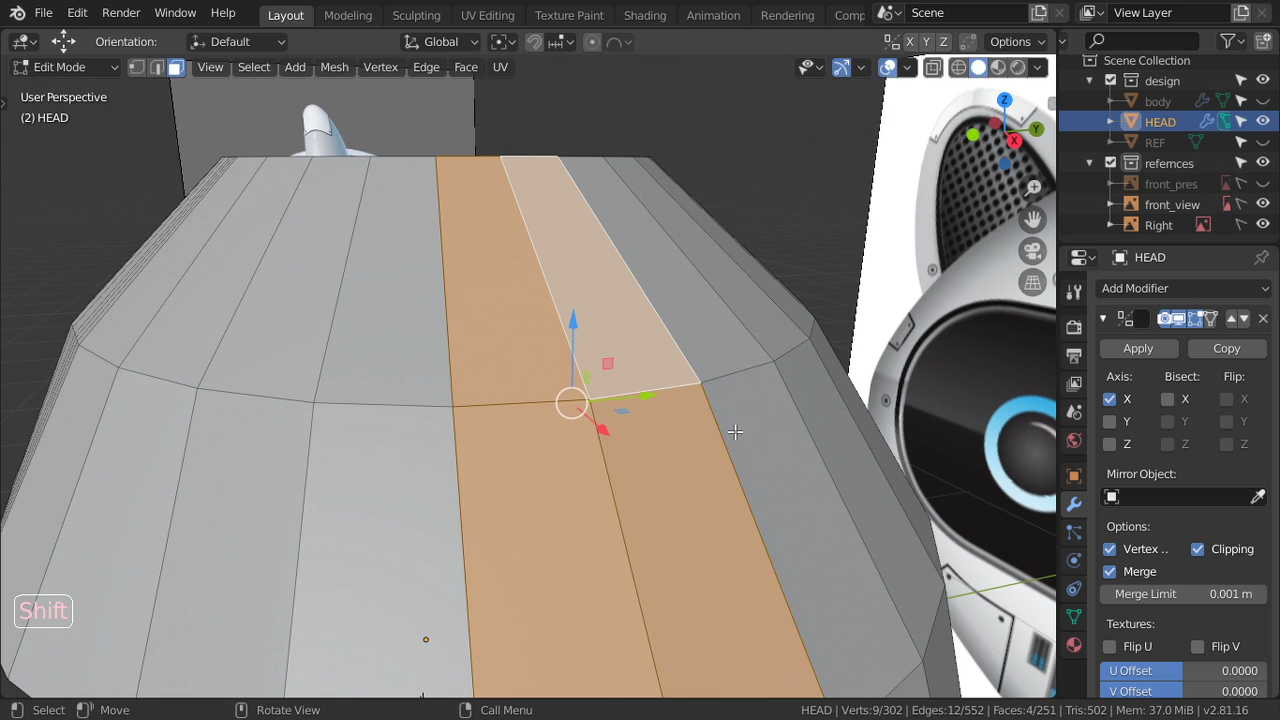 File Edit Render Window Help Layout Modeling Sculpting UV Editing Texture Paint Shading Animation Rendering Comp Scene View Layer
Orientation: Default Global X Y Z Options
Edit Mode View Select Add Mesh Vertex Edge Face UV
User Perspective
(2) HEAD
Z
Y
X
Shift
Scene Collection
design
body
HEAD
REF
refernces
front_pres
front_view
Right
HEAD
Add Modifier
Apply Copy
Axis: Bisect: Flip:
X X X
Y Y Y
Z Z Z
Mirror Object:
Options:
Vertex .. Clipping
Merge
Merge Limit 0.001 m
Textures:
Flip U Flip V
U Offset 0.0000
V Offset 0.0000
Select Move Rotate View Call Menu HEAD | Verts:9/302 | Edges:12/552 | Faces:4/251 | Tris:502 | Mem: 37.0 MiB | v2.81.16